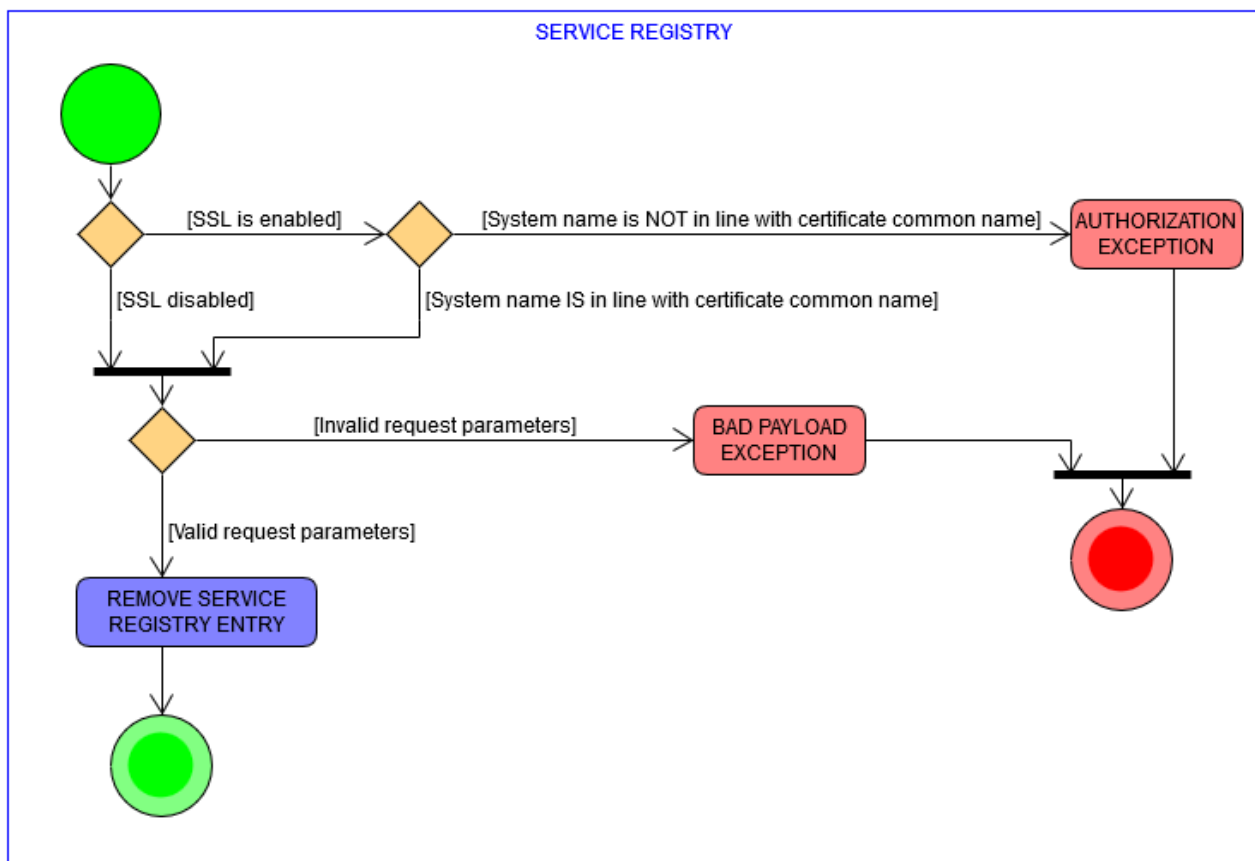 SERVICE REGISTRY
[SSL is enabled]
[System name is NOT in line with certificate common name]
AUTHORIZATION
EXCEPTION
[SSL disabled]
[System name IS in line with certificate common name]
[Invalid request parameters]
BAD PAYLOAD
EXCEPTION
[Valid request parameters]
REMOVE SERVICE
REGISTRY ENTRY